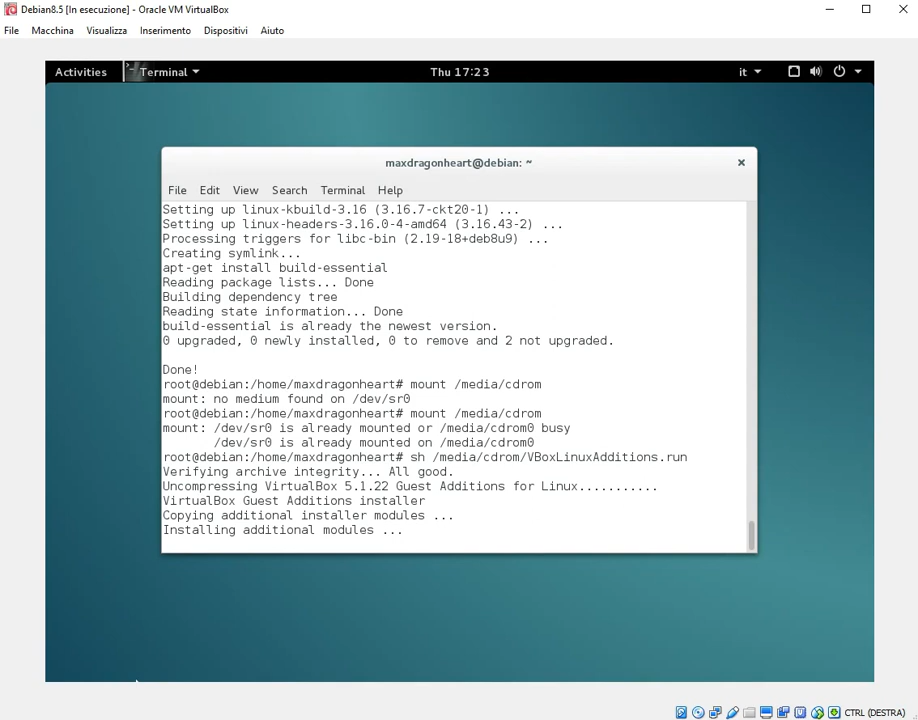 Debian8.5 [In esecuzione] - Oracle VM VirtualBox
File Macchina Visualizza Inserimento Dispositivi Aiuto
Activities Terminal Thu 17:23 it
maxdragonheart@debian: ~
File Edit View Search Terminal Help
Setting up linux-kbuild-3.16 (3.16.7-ckt20-1) ...
Setting up linux-headers-3.16.0-4-amd64 (3.16.43-2) ...
Processing triggers for libc-bin (2.19-18+deb8u9) ...
Creating symlink...
apt-get install build-essential
Reading package lists... Done
Building dependency tree
Reading state information... Done
build-essential is already the newest version.
0 upgraded, 0 newly installed, 0 to remove and 2 not upgraded.
Done!
root@debian:/home/maxdragonheart# mount /media/cdrom
mount: no medium found on /dev/sr0
root@debian:/home/maxdragonheart# mount /media/cdrom
mount: /dev/sr0 is already mounted or /media/cdrom0 busy
/dev/sr0 is already mounted on /media/cdrom0
root@debian:/home/maxdragonheart# sh /media/cdrom/VBoxLinuxAdditions.run
Verifying archive integrity... All good.
Uncompressing VirtualBox 5.1.22 Guest Additions for Linux...........
VirtualBox Guest Additions installer
Copying additional installer modules ...
Installing additional modules ...
CTRL (DESTRA)